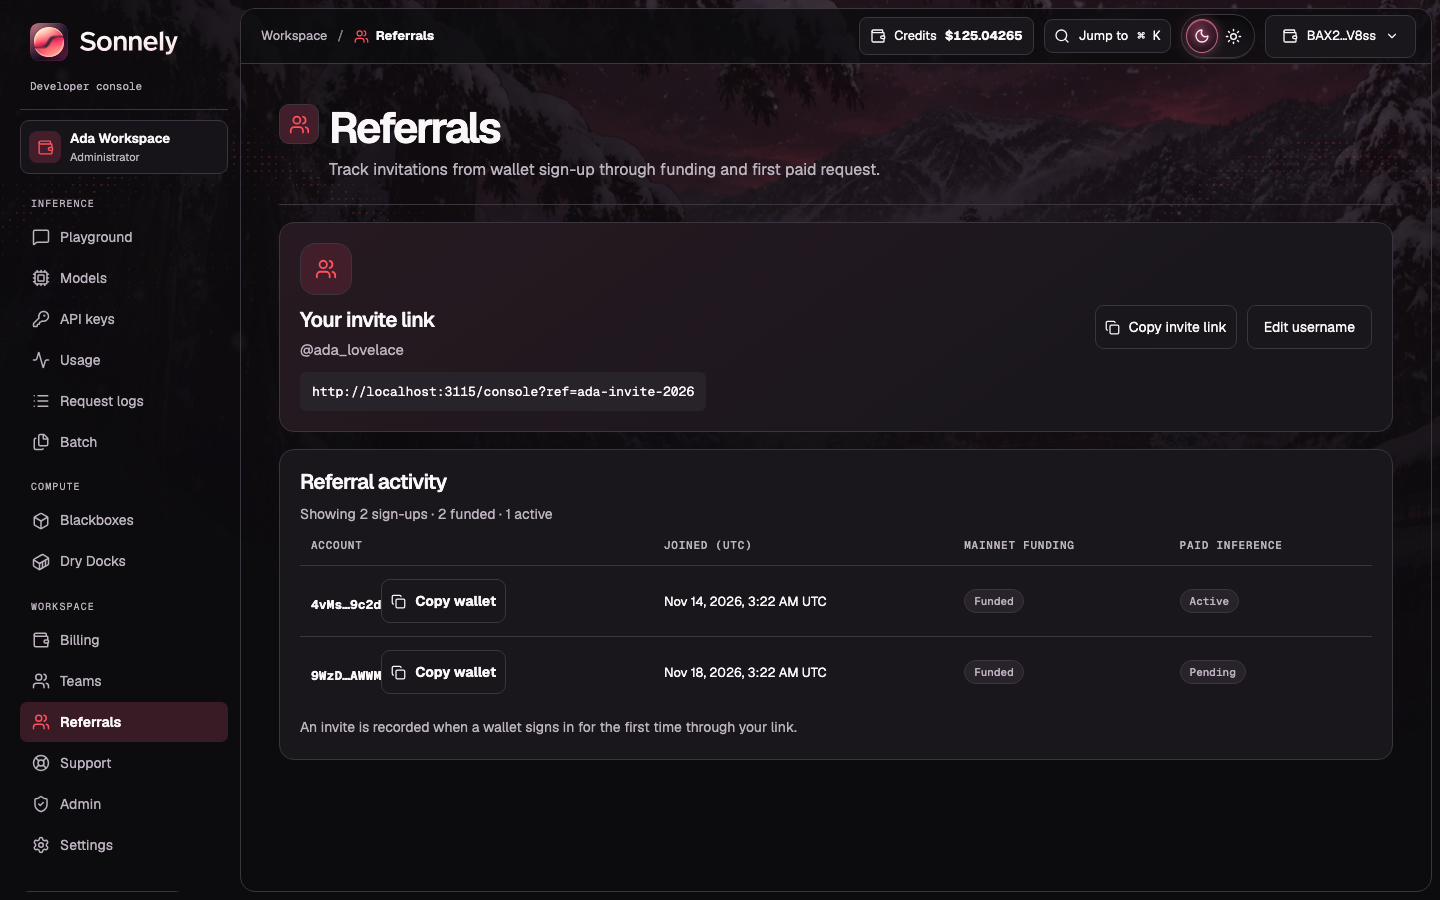 Sonnely
Developer console
Ada Workspace
Administrator
INFERENCE
Playground
Models
API keys
Usage
Request logs
Batch
COMPUTE
Blackboxes
Dry Docks
WORKSPACE
Billing
Teams
Referrals
Support
Admin
Settings
Workspace / Referrals
Credits $125.04265
Jump to ⌘ K
BAX2…V8ss
Referrals
Track invitations from wallet sign-up through funding and first paid request.
Your invite link
@ada_lovelace
http://localhost:3115/console?ref=ada-invite-2026
Copy invite link
Edit username
Referral activity
Showing 2 sign-ups · 2 funded · 1 active
ACCOUNT JOINED (UTC) MAINNET FUNDING PAID INFERENCE
4vMs…9c2d Copy wallet Nov 14, 2026, 3:22 AM UTC Funded Active
9WzD…AWWM Copy wallet Nov 18, 2026, 3:22 AM UTC Funded Pending
An invite is recorded when a wallet signs in for the first time through your link.